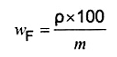 w_F = ρ×100 / m